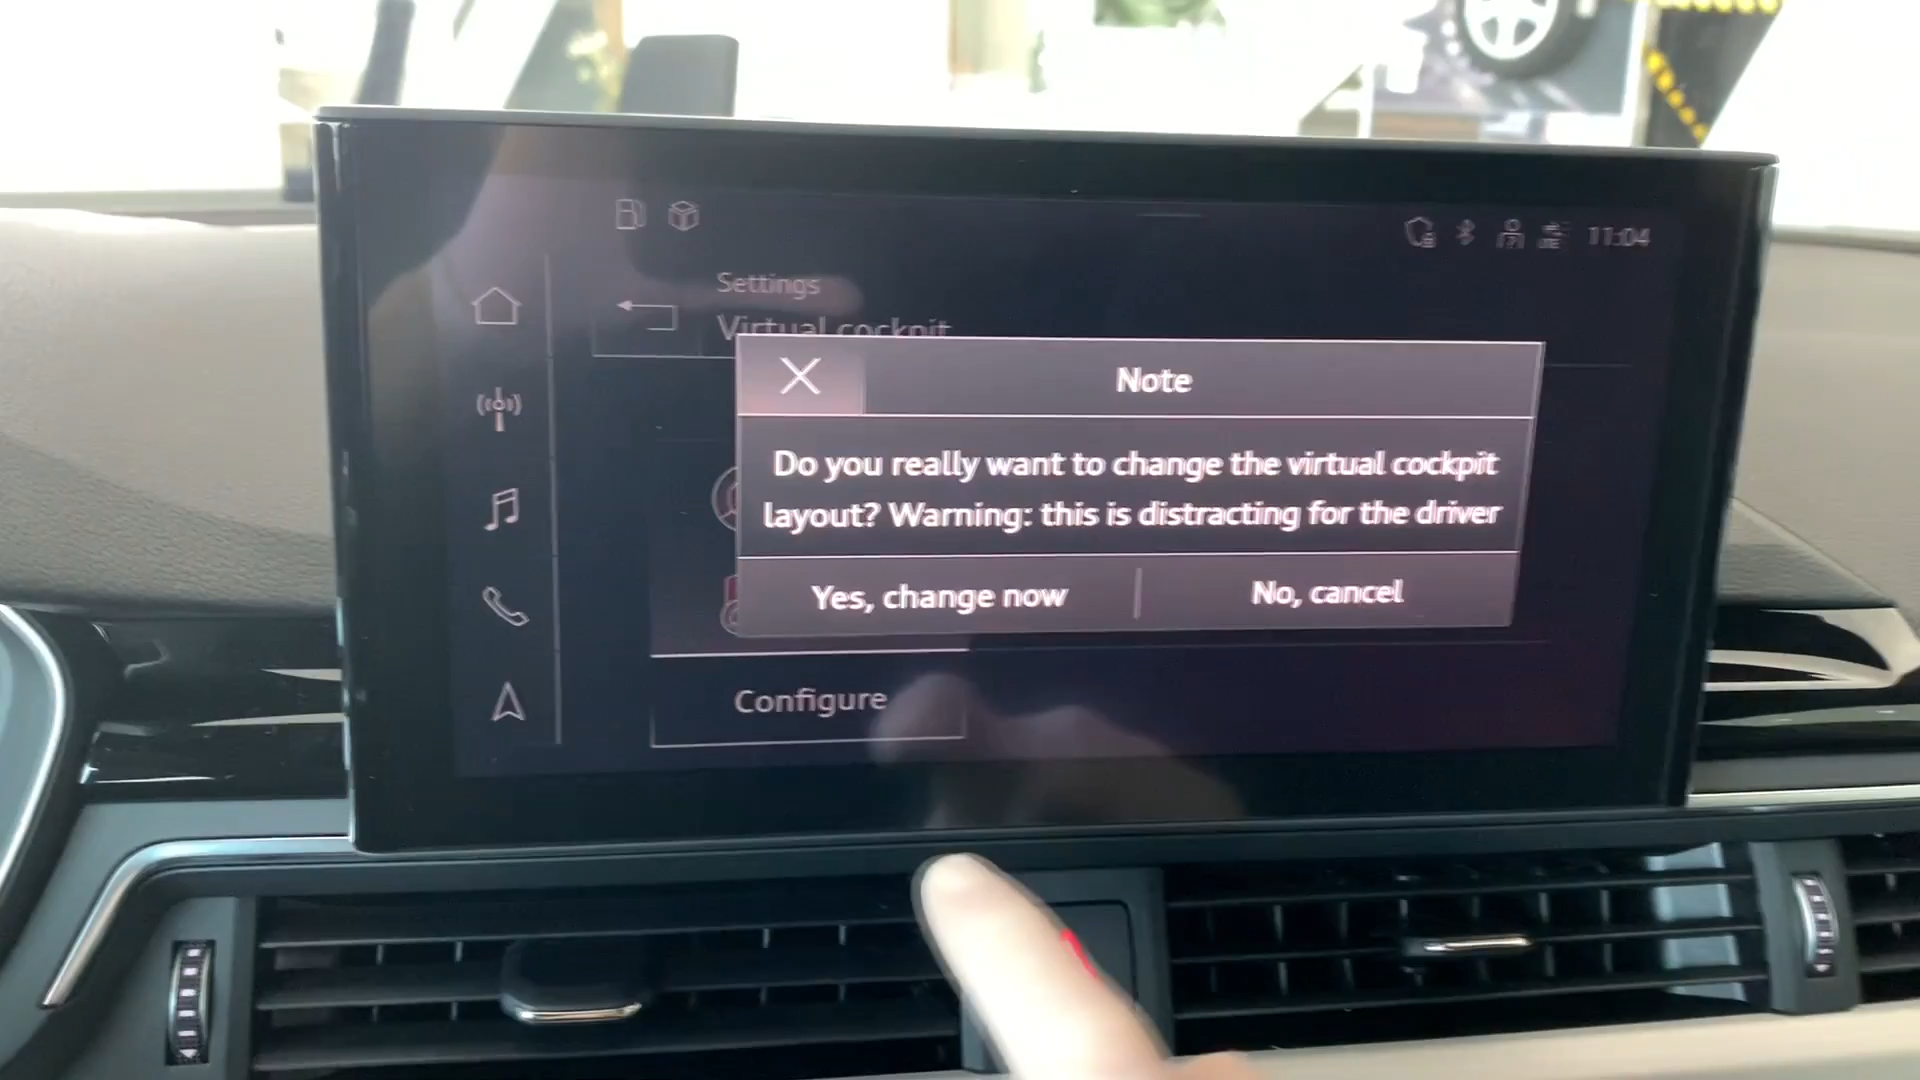 11:04
Settings
Virtual cockpit
Note
Do you really want to change the virtual cockpit
layout? Warning: this is distracting for the driver
Yes, change now
No, cancel
Configure